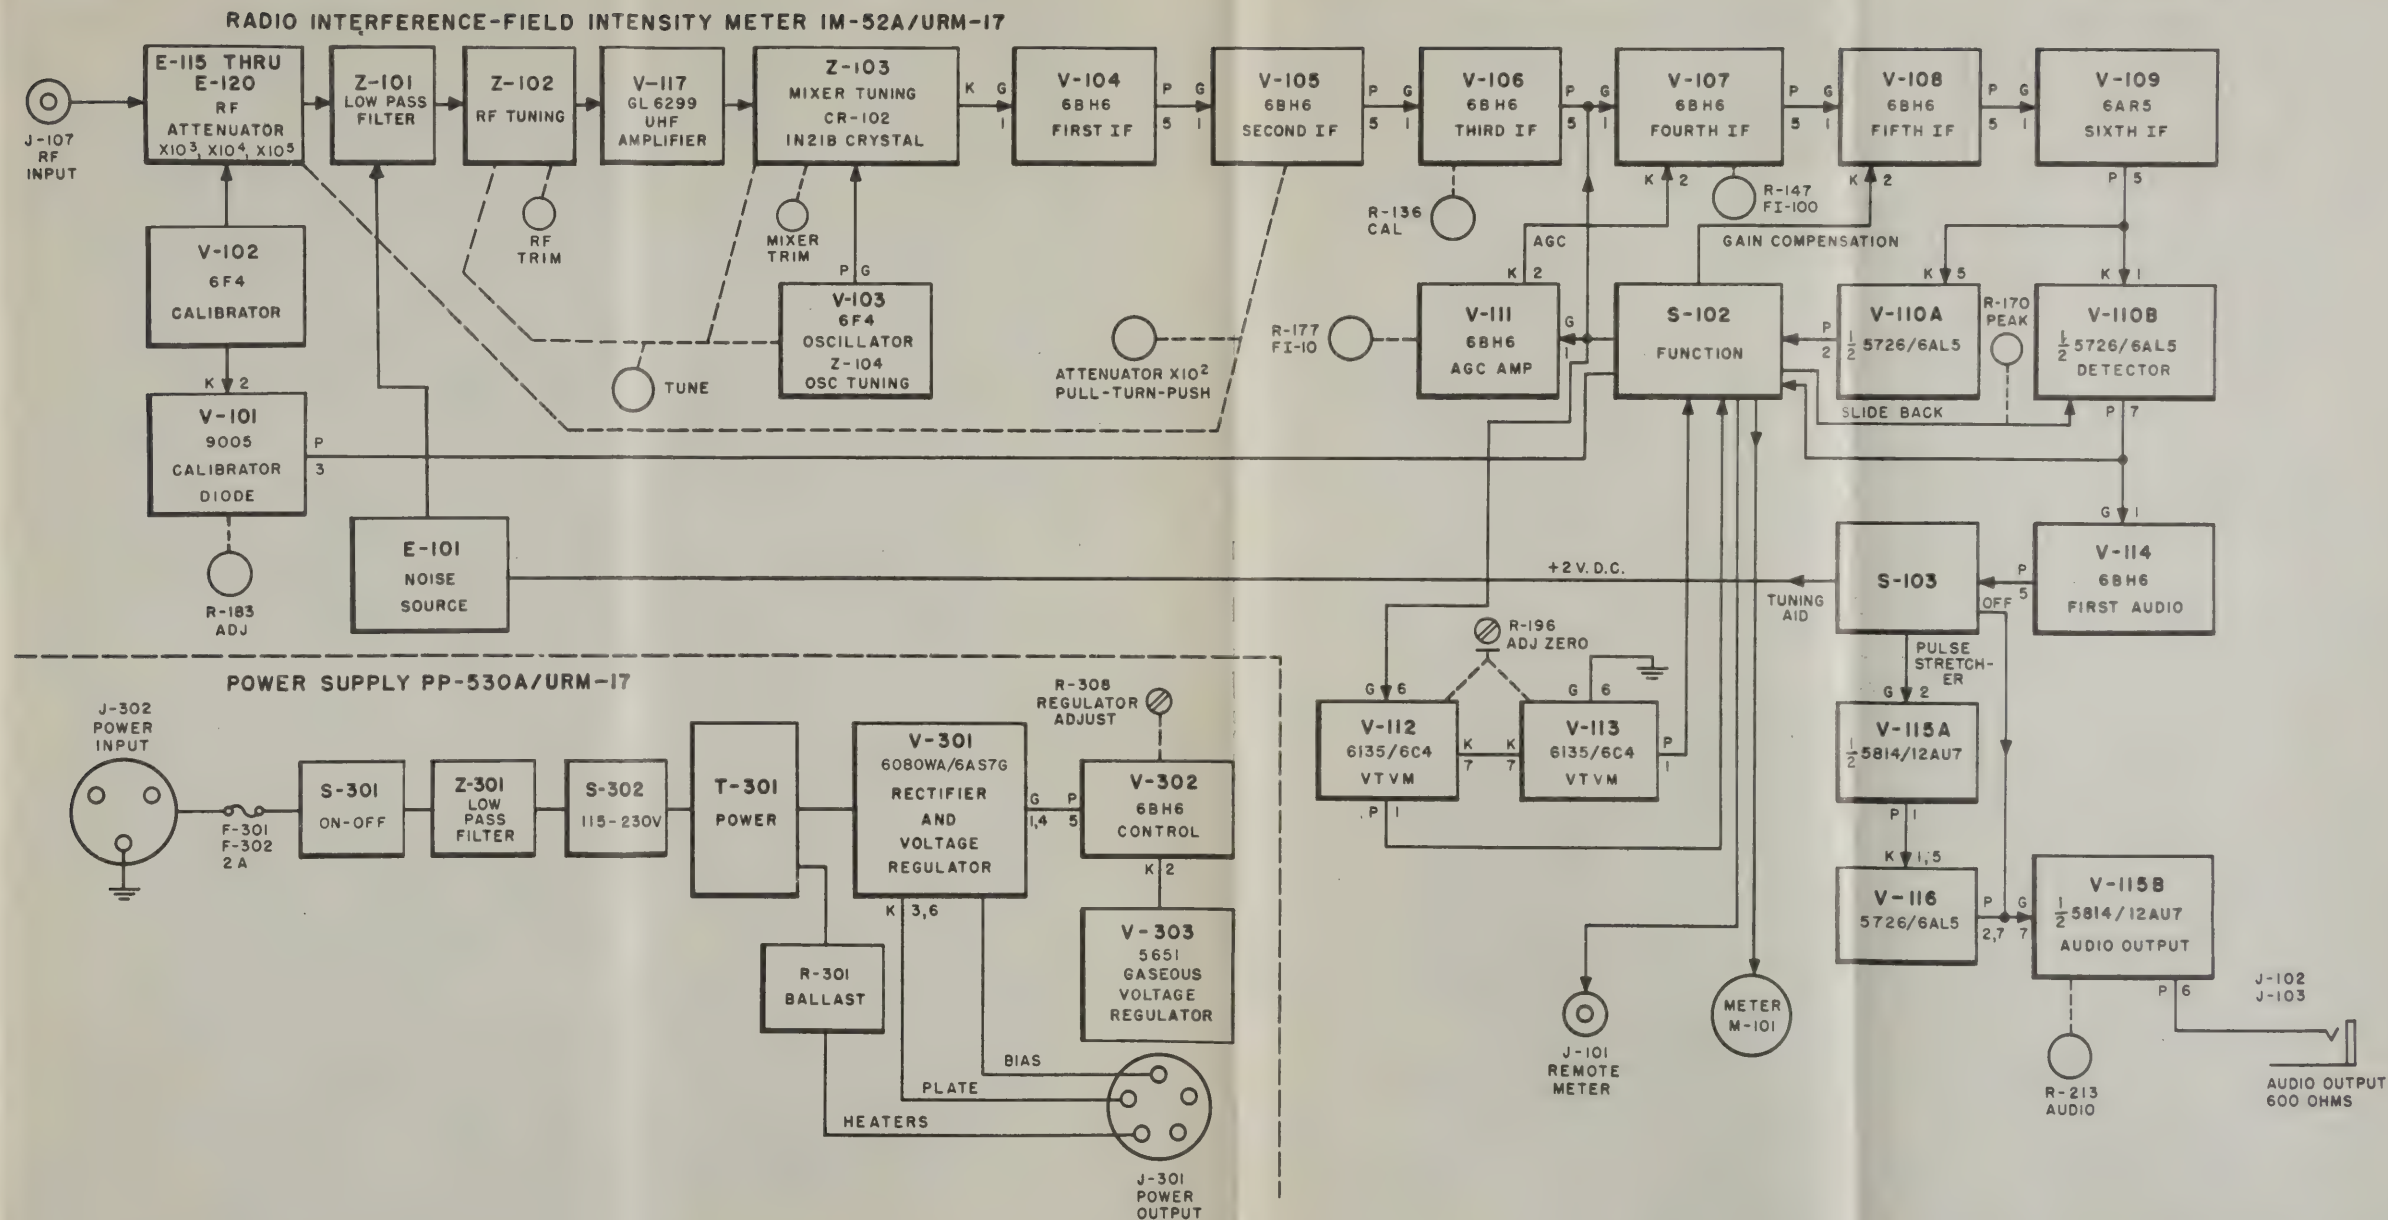 RADIO INTERFERENCE-FIELD INTENSITY METER IM-52A/URM-17
J-107
RF
INPUT
E-115 THRU
E-120
RF
ATTENUATOR
X10³, X10⁴, X10⁵
Z-101
LOW PASS
FILTER
Z-102
RF TUNING
V-117
GL 6299
UHF
AMPLIFIER
Z-103
MIXER TUNING
CR-102
IN21B CRYSTAL
K G
1
V-104
6BH6
FIRST IF
P G
5 1
V-105
6BH6
SECOND IF
P G
5 1
V-106
6BH6
THIRD IF
P G
5 1
V-107
6BH6
FOURTH IF
P G
5 1
V-108
6BH6
FIFTH IF
P G
5 1
V-109
6AR5
SIXTH IF
P 5
K 2
R-147
FI-100
K 2
R-136
CAL
RF
TRIM
MIXER
TRIM
AGC
GAIN COMPENSATION
V-102
6F4
CALIBRATOR
K 2
P G
V-103
6F4
OSCILLATOR
Z-104
OSC TUNING
TUNE
ATTENUATOR X10²
PULL-TURN-PUSH
R-177
FI-10
K 2
V-111
6BH6
AGC AMP
G
1
S-102
FUNCTION
P
2
K 5
V-110A
½ 5726/6AL5
R-170
PEAK
K 1
V-110B
½ 5726/6AL5
DETECTOR
SLIDE BACK
P 7
V-101
9005
CALIBRATOR
DIODE
P
3
R-183
ADJ
E-101
NOISE
SOURCE
+2 V. D.C.
TUNING
AID
S-103
OFF
P
5
G 1
V-114
6BH6
FIRST AUDIO
PULSE
STRETCH-
ER
G 2
R-196
ADJ ZERO
G 6
V-112
6135/6C4
VTVM
K K
7 7
G 6
V-113
6135/6C4
VTVM
P
1
P 1
V-115A
½ 5814/12AU7
P 1
K 1,5
V-116
5726/6AL5
P G
2,7 7
V-115B
½ 5814/12AU7
AUDIO OUTPUT
P 6
J-102
J-103
AUDIO OUTPUT
600 OHMS
R-213
AUDIO
J-101
REMOTE
METER
METER
M-101
POWER SUPPLY PP-530A/URM-17
J-302
POWER
INPUT
F-301
F-302
2 A
S-301
ON-OFF
Z-301
LOW
PASS
FILTER
S-302
115-230V
T-301
POWER
V-301
6080WA/6AS7G
RECTIFIER
AND
VOLTAGE
REGULATOR
G P
1,4 5
R-308
REGULATOR
ADJUST
V-302
6BH6
CONTROL
K 2
V-303
5651
GASEOUS
VOLTAGE
REGULATOR
K 3,6
R-301
BALLAST
BIAS
PLATE
HEATERS
J-301
POWER
OUTPUT